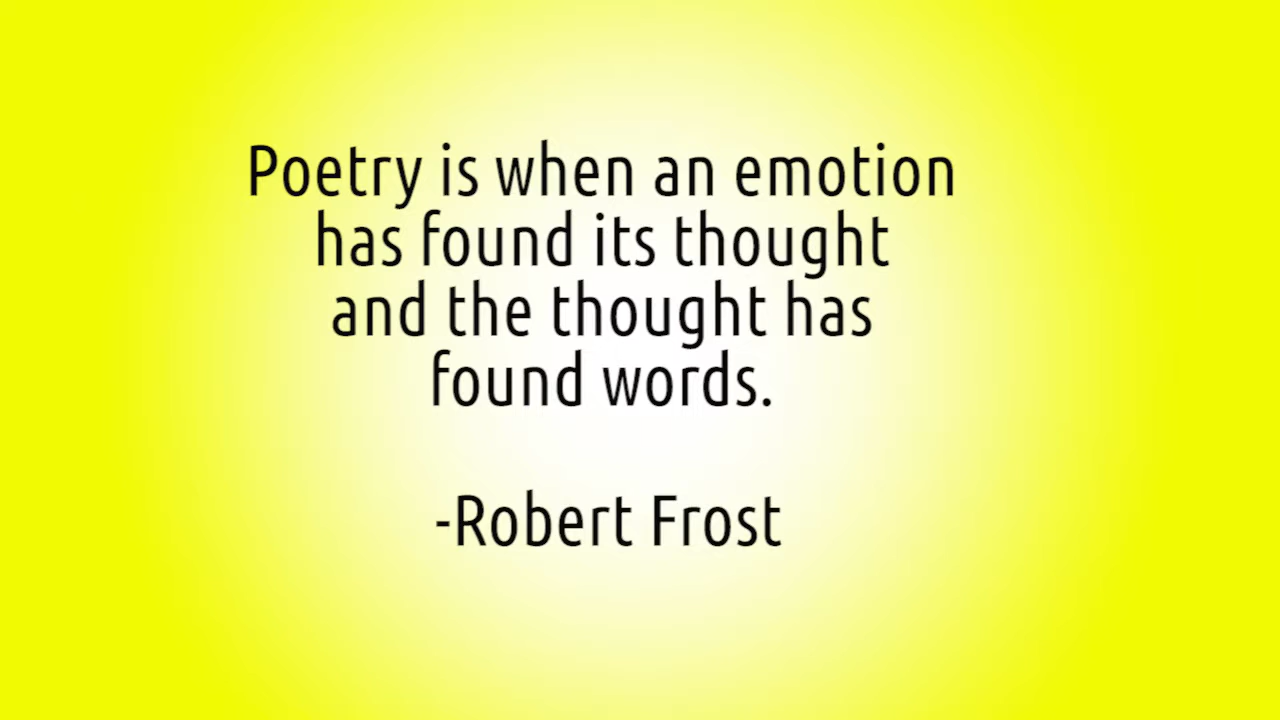 Poetry is when an emotion
has found its thought
and the thought has
found words.
-Robert Frost